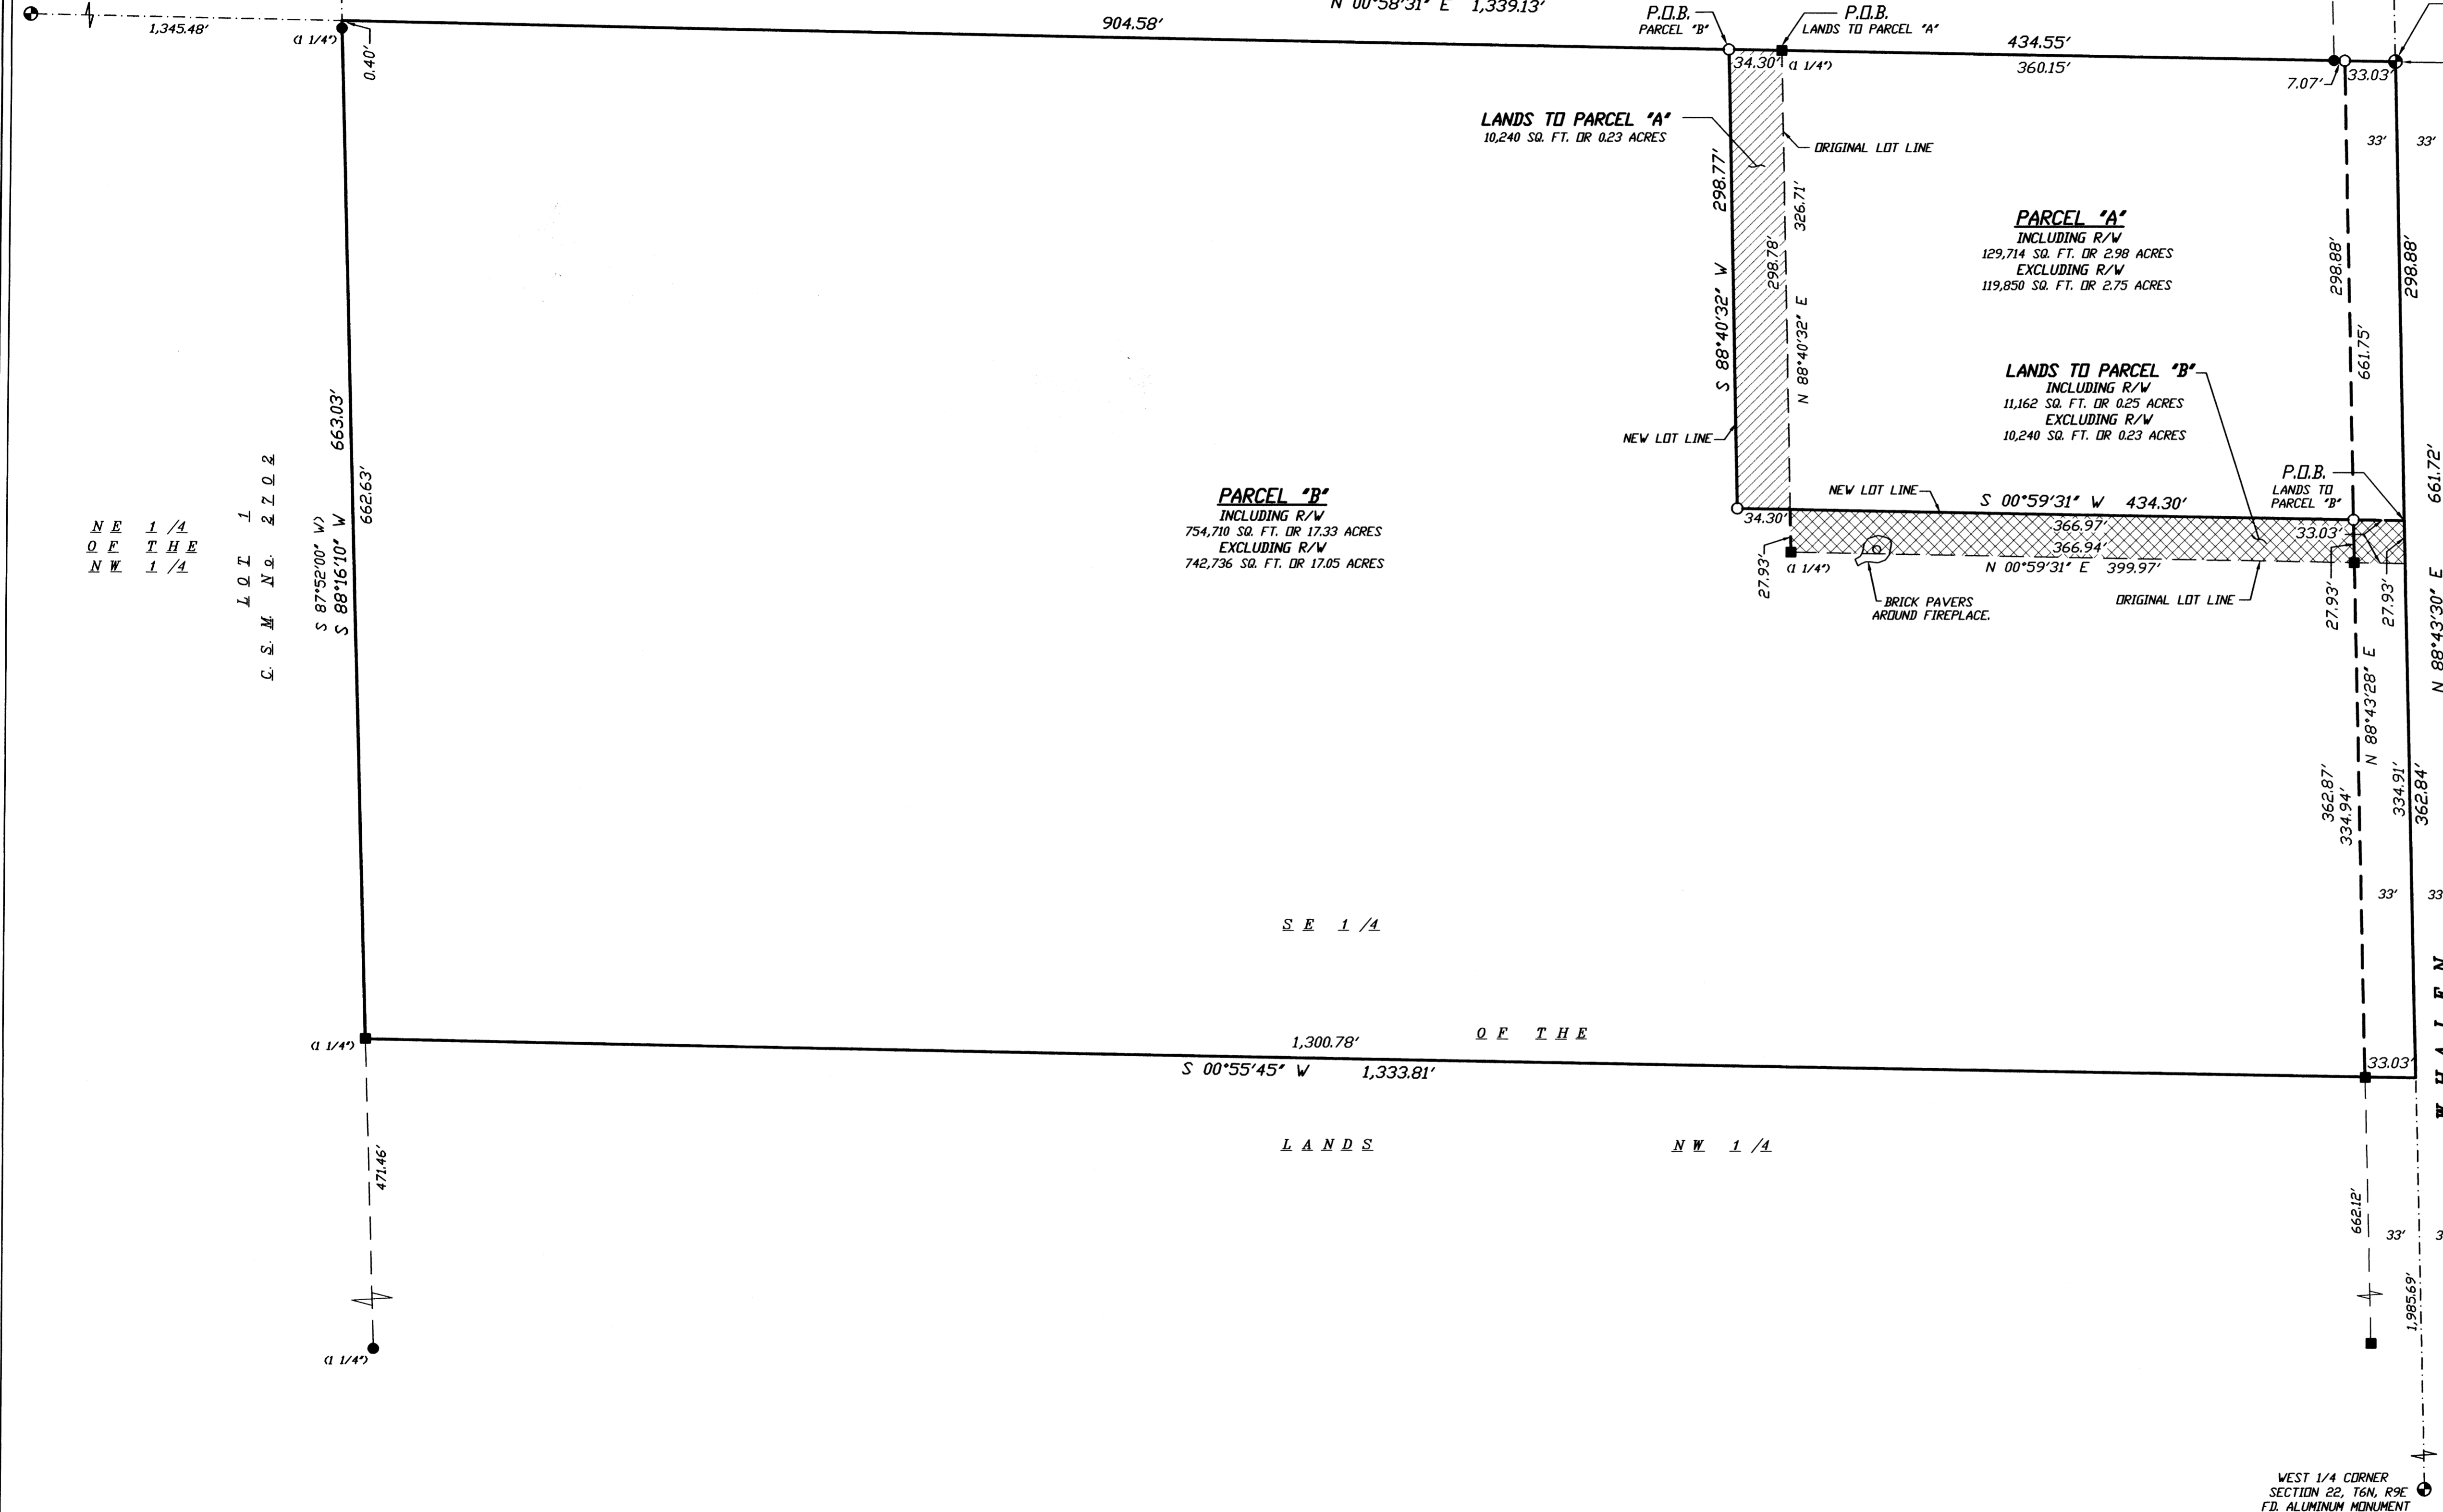 N 00°58'31" E 1,339.13'
1,345.48'
(1 1/4")
0.40'
904.58'
P.O.B.
PARCEL "B"
P.O.B.
LANDS TO PARCEL "A"
434.55'
34.30'
(1 1/4")
360.15'
7.07'
33.03'
33'
33'
LANDS TO PARCEL "A"
10,240 SQ. FT. OR 0.23 ACRES
ORIGINAL LOT LINE
298.77'
S 88°40'32" W
326.71'
298.78'
N 88°40'32" E
PARCEL "A"
INCLUDING R/W
129,714 SQ. FT. OR 2.98 ACRES
EXCLUDING R/W
119,850 SQ. FT. OR 2.75 ACRES
298.88'
298.88'
661.75'
LANDS TO PARCEL "B"
INCLUDING R/W
11,162 SQ. FT. OR 0.25 ACRES
EXCLUDING R/W
10,240 SQ. FT. OR 0.23 ACRES
NEW LOT LINE
P.O.B.
LANDS TO
PARCEL "B"
661.72'
NEW LOT LINE
S 00°59'31" W 434.30'
34.30'
366.97'
33.03'
366.94'
27.93'
(1 1/4")
N 00°59'31" E 399.97'
BRICK PAVERS
AROUND FIREPLACE.
ORIGINAL LOT LINE
27.93'
27.93'
N 88°43'30" E
N 88°43'28" E
663.03'
662.63'
S 87°52'00" W)
S 88°16'10" W
LOT 1
C.S.M. No. 2702
NE 1/4
OF THE
NW 1/4
PARCEL "B"
INCLUDING R/W
754,710 SQ. FT. OR 17.33 ACRES
EXCLUDING R/W
742,736 SQ. FT. OR 17.05 ACRES
362.87'
334.94'
334.91'
362.84'
33'
33
SE 1/4
OF THE
(1 1/4")
1,300.78'
S 00°55'45" W 1,333.81'
33.03'
WHALEN
LANDS
NW 1/4
471.46'
662.12'
33'
3
1,985.69'
(1 1/4")
WEST 1/4 CORNER
SECTION 22, T6N, R9E
FD. ALUMINUM MONUMENT